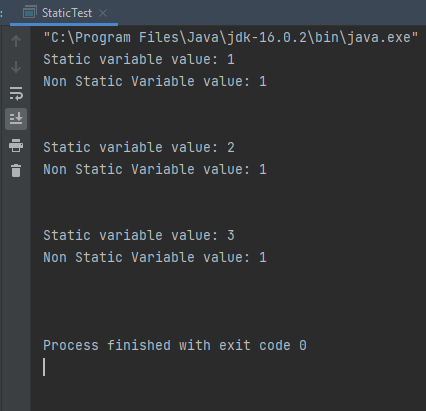 StaticTest
"C:\Program Files\Java\jdk-16.0.2\bin\java.exe"
Static variable value: 1
Non Static Variable value: 1
Static variable value: 2
Non Static Variable value: 1
Static variable value: 3
Non Static Variable value: 1
Process finished with exit code 0